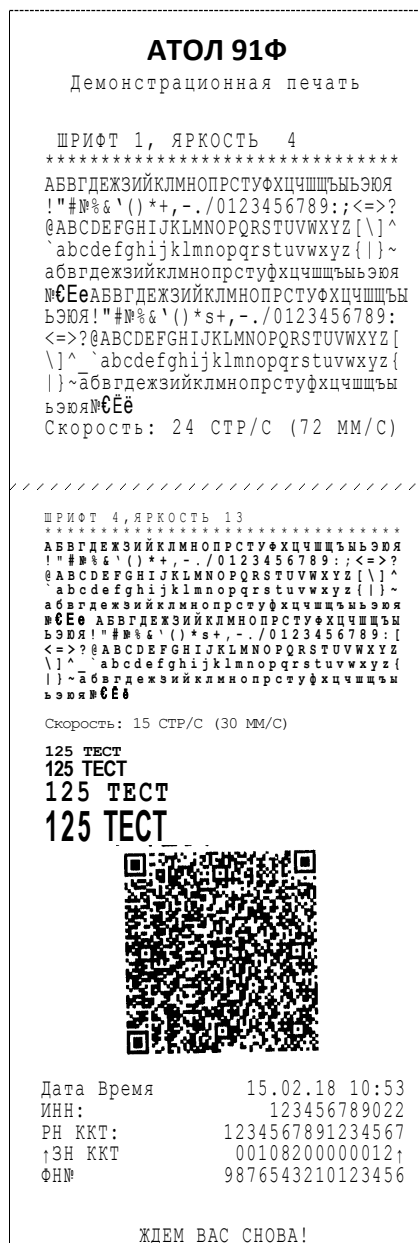 АТОЛ 91Ф
Демонстрационная печать
ШРИФТ 1, ЯРКОСТЬ 4
********************************
АБВГДЕЖЗИЙКЛМНОПРСТУФХЦЧШЩЪЫЬЭЮЯ
!"#№%&'()*+,-./0123456789:;<=>?
@ABCDEFGHIJKLMNOPQRSTUVWXYZ[\]^
`abcdefghijklmnopqrstuvwxyz{|}~
абвгдежзийклмнопрстуфхцчшщъыьэюя
№€ЕеАБВГДЕЖЗИЙКЛМНОПРСТУФХЦЧШЩЪЫ
ЬЭЮЯ!"#№%&'()*s+,-./0123456789:
<=>?@ABCDEFGHIJKLMNOPQRSTUVWXYZ[
\]^_`abcdefghijklmnopqrstuvwxyz{
|}~абвгдежзийклмнопрстуфхцчшщъы
ьэюя№€Ёё
Скорость: 24 СТР/С (72 ММ/С)
ШРИФТ 4,ЯРКОСТЬ 13
************************************
АБВГДЕЖЗИЙКЛМНОПРСТУФХЦЧШЩЪЫЬЭЮЯ
!"#№%&'()*+,-./0123456789:;<=>?
@ABCDEFGHIJKLMNOPQRSTUVWXYZ[\]^
`abcdefghijklmnopqrstuvwxyz{|}~
абвгдежзийклмнопрстуфхцчшщъыьэюя
№€Ее АБВГДЕЖЗИЙКЛМНОПРСТУФХЦЧШЩЪЫ
ЬЭЮЯ!"#№%&'()*s+,-./0123456789:[
<=>?@ABCDEFGHIJKLMNOPQRSTUVWXYZ
\]^_`abcdefghijklmnopqrstuvwxyz{
|}~абвгдежзийклмнопрстуфхцчшщъы
ьэюя№€Ёё
Скорость: 15 СТР/С (30 ММ/С)
125 ТЕСТ
125 ТЕСТ
125 ТЕСТ
125 ТЕСТ
Дата Время 15.02.18 10:53
ИНН: 123456789022
РН ККТ: 1234567891234567
↑ЗН ККТ 00108200000012↑
ФН№ 9876543210123456
ЖДЕМ ВАС СНОВА!